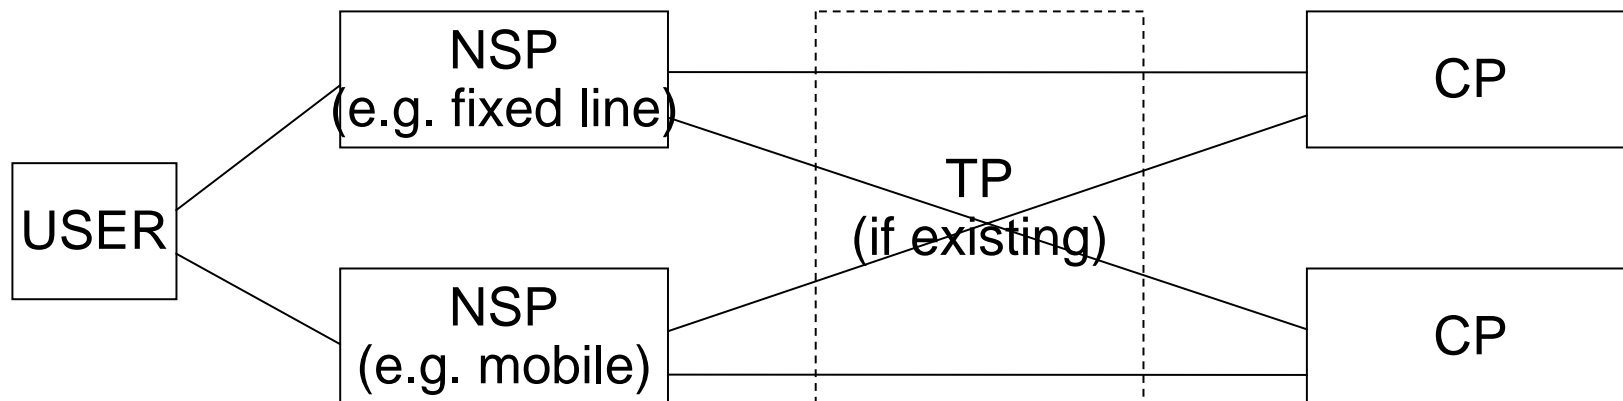 NSP
(e.g. fixed line)
CP
TP
(if existing)
USER
NSP
(e.g. mobile)
CP